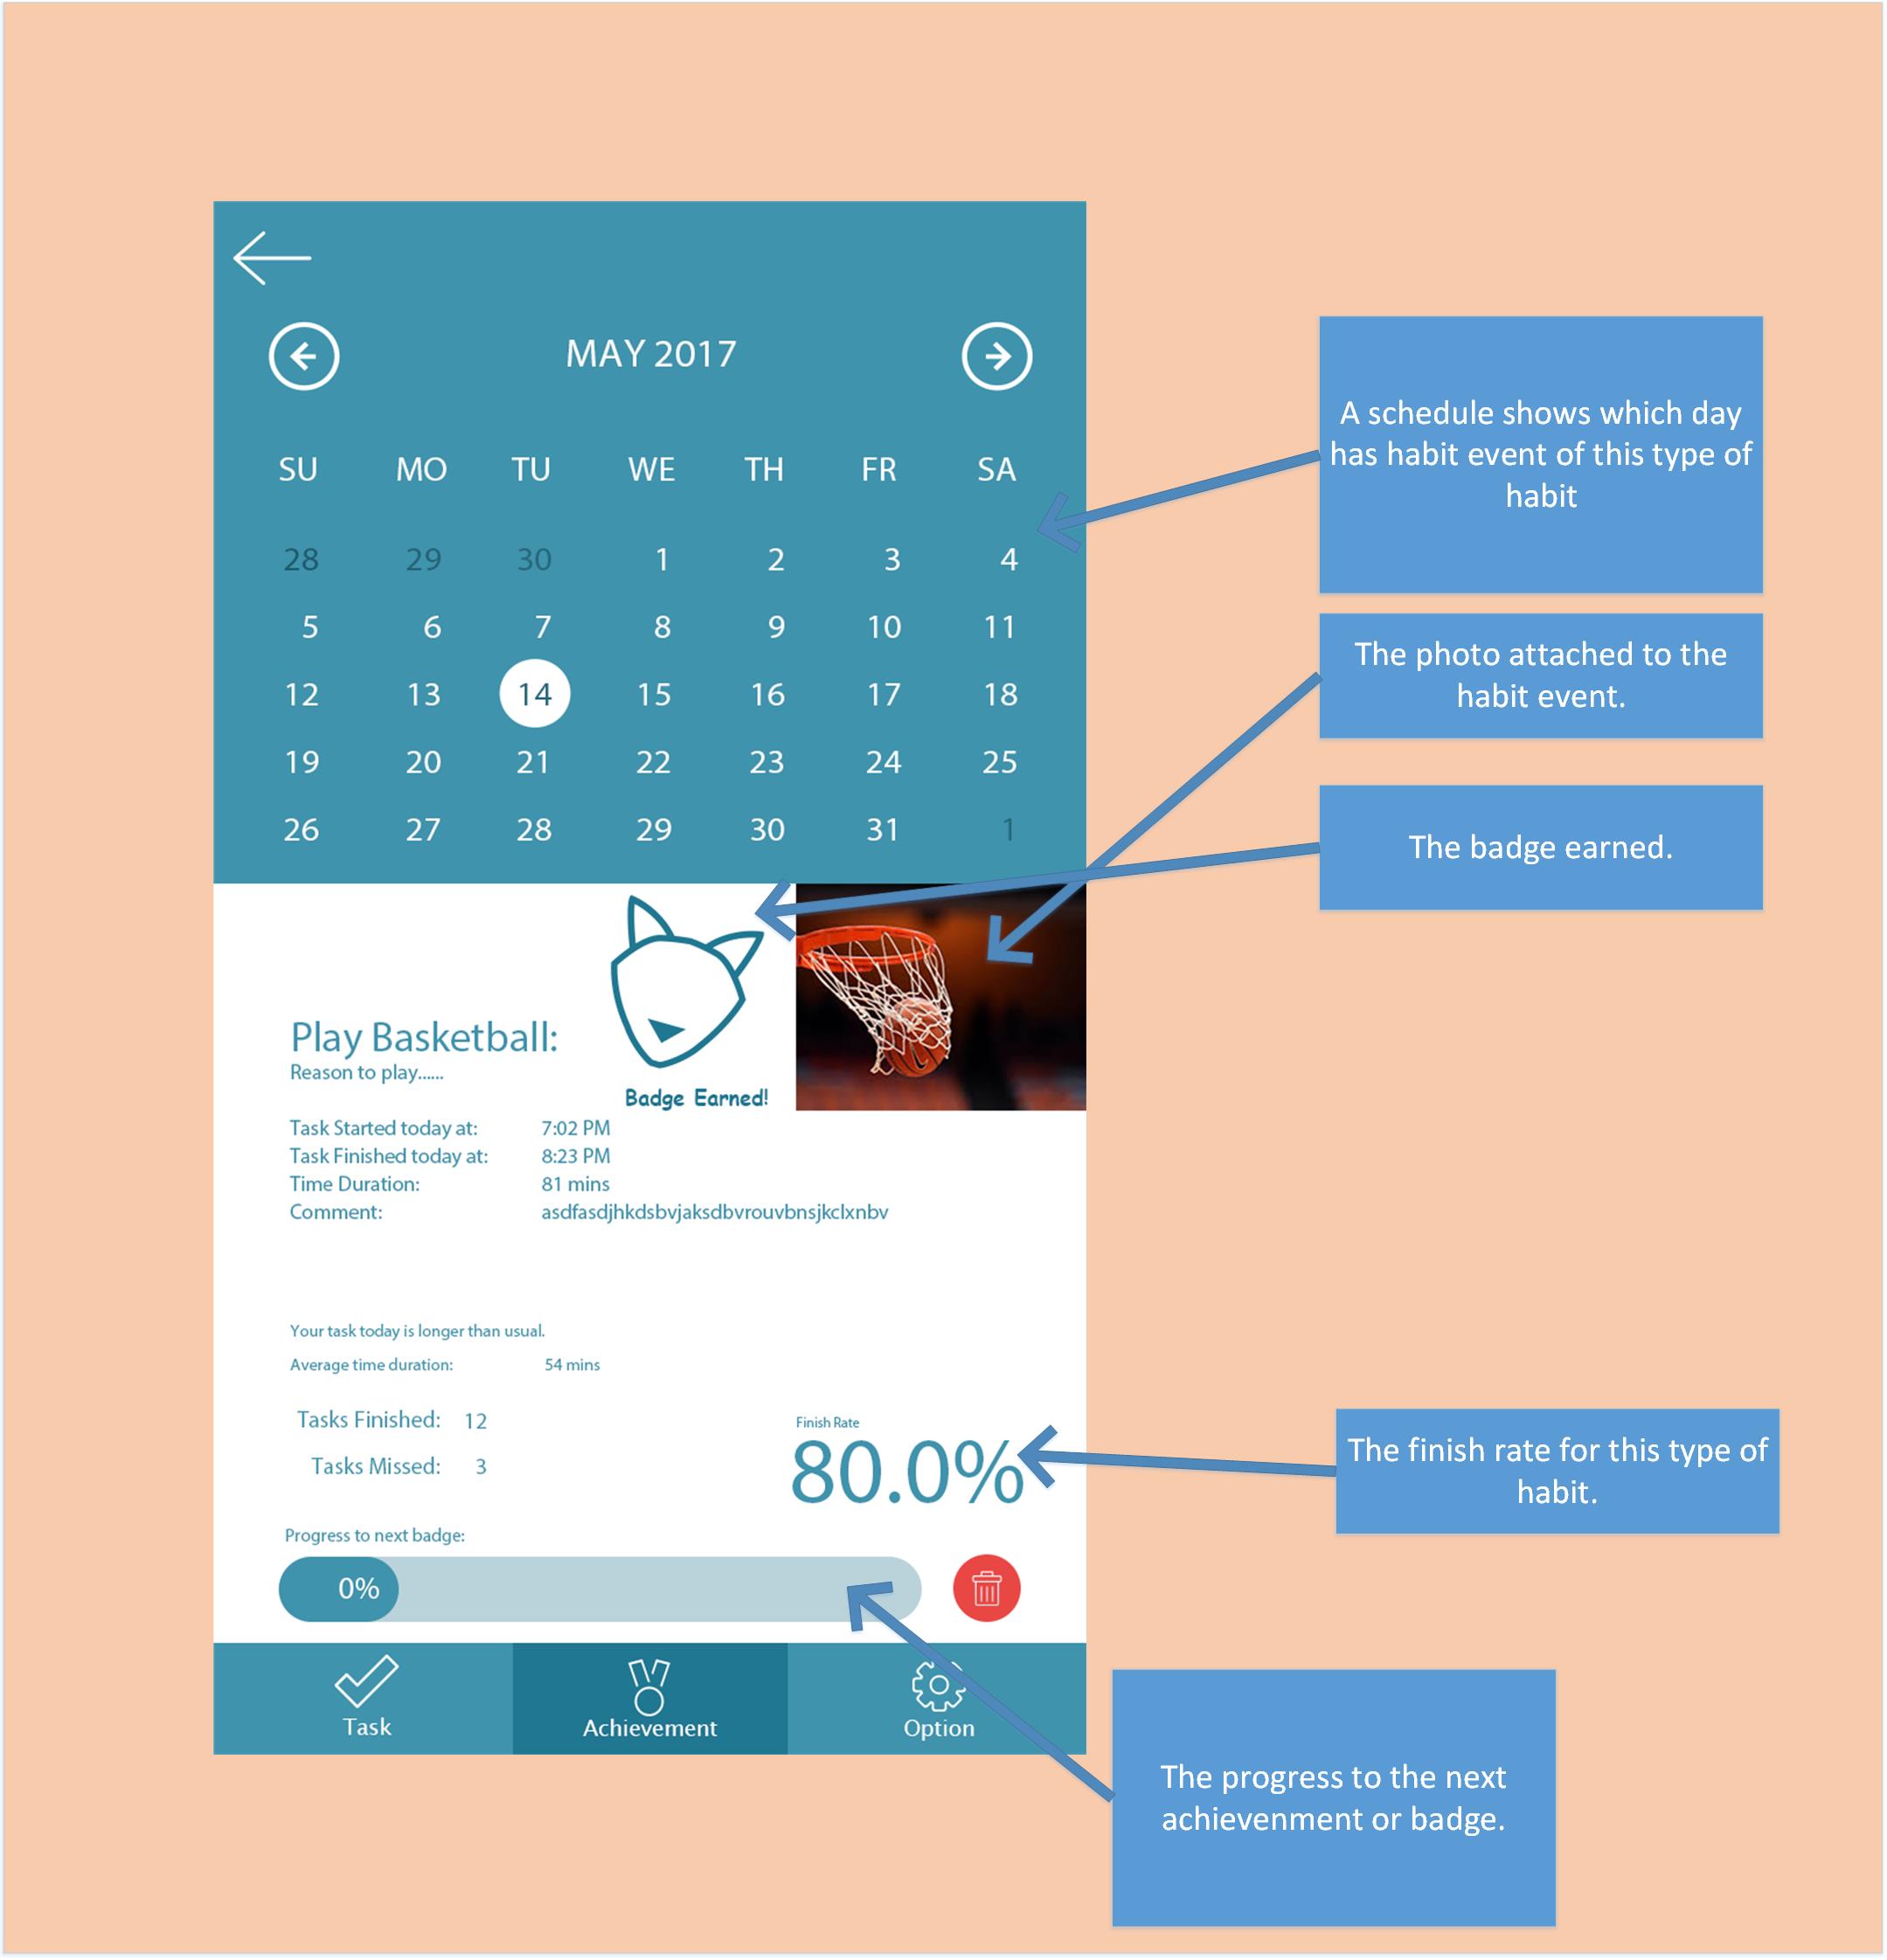 MAY 2017
SU MO TU WE TH FR SA
28 29 30 1 2 3 4
5 6 7 8 9 10 11
12 13 14 15 16 17 18
19 20 21 22 23 24 25
26 27 28 29 30 31 1
A schedule shows which day
has habit event of this type of
habit
The photo attached to the
habit event.
The badge earned.
Badge Earned!
Play Basketball:
Reason to play......
Task Started today at: 7:02 PM
Task Finished today at: 8:23 PM
Time Duration: 81 mins
Comment: asdfasdjhkdsbvjaksdbvrouvbnsjkclxnbv
Your task today is longer than usual.
Average time duration: 54 mins
Tasks Finished: 12
Tasks Missed: 3
Finish Rate
80.0%
The finish rate for this type of
habit.
Progress to next badge:
0%
Task Achievement Option
The progress to the next
achievenment or badge.